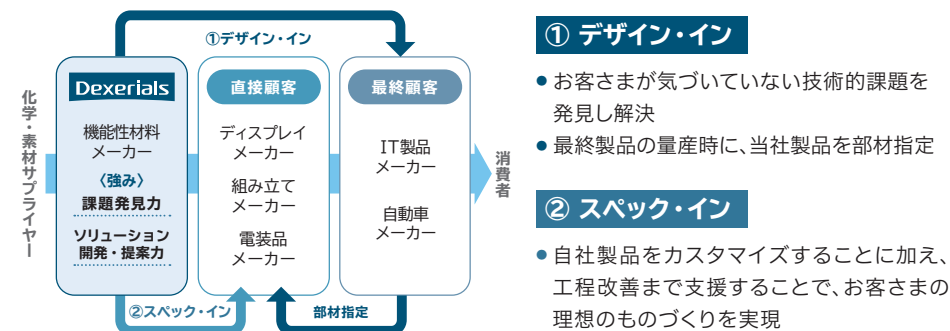 ①デザイン・イン
化学・素材サプライヤー
Dexerials
機能性材料
メーカー
〈強み〉
課題発見力
ソリューション
開発・提案力
直接顧客
ディスプレイ
メーカー
組み立て
メーカー
電装品
メーカー
最終顧客
IT製品
メーカー
自動車
メーカー
消費者
②スペック・イン
部材指定
① デザイン・イン
● お客さまが気づいていない技術的課題を
発見し解決
● 最終製品の量産時に、当社製品を部材指定
② スペック・イン
● 自社製品をカスタマイズすることに加え、
工程改善まで支援することで、お客さまの
理想のものづくりを実現